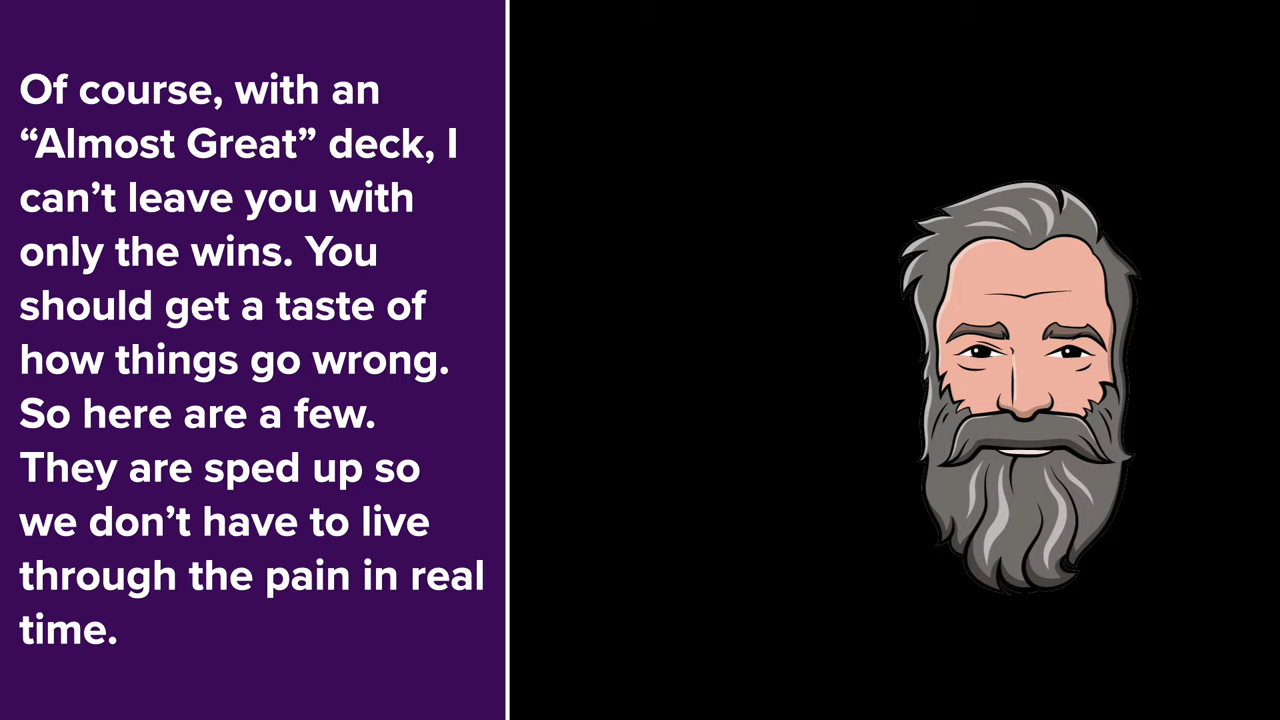 Of course, with an
“Almost Great” deck, I
can’t leave you with
only the wins. You
should get a taste of
how things go wrong.
So here are a few.
They are sped up so
we don’t have to live
through the pain in real
time.